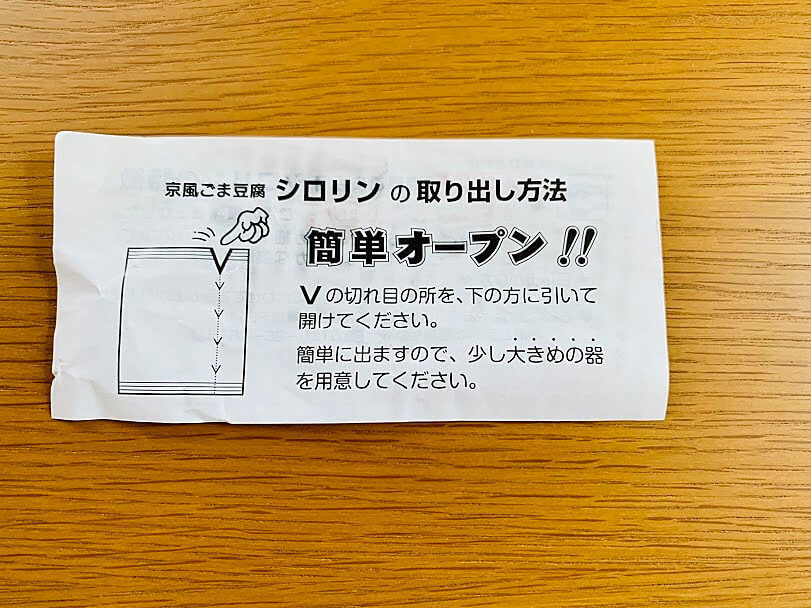 京風ごま豆腐 シロリン の 取り出し方法
簡単オープン!!
Vの切れ目の所を、下の方に引いて
開けてください。
簡単に出ますので、少し大きめの器
を用意してください。